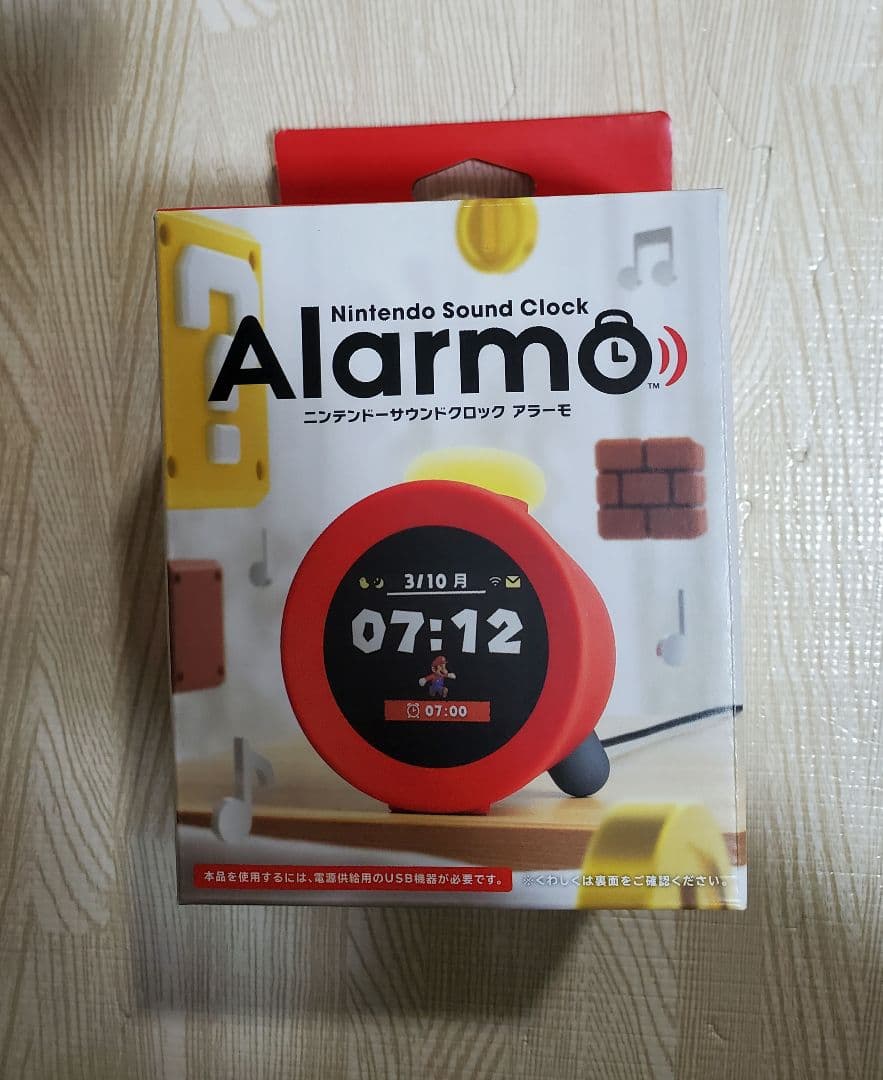 Nintendo Sound Clock
Alarmo
TM
ニンテンドーサウンドクロック アラーモ
3/10 月
07:12
07:00
本品を使用するには、電源供給用のUSB機器が必要です。
※くわしくは裏面をご確認ください。